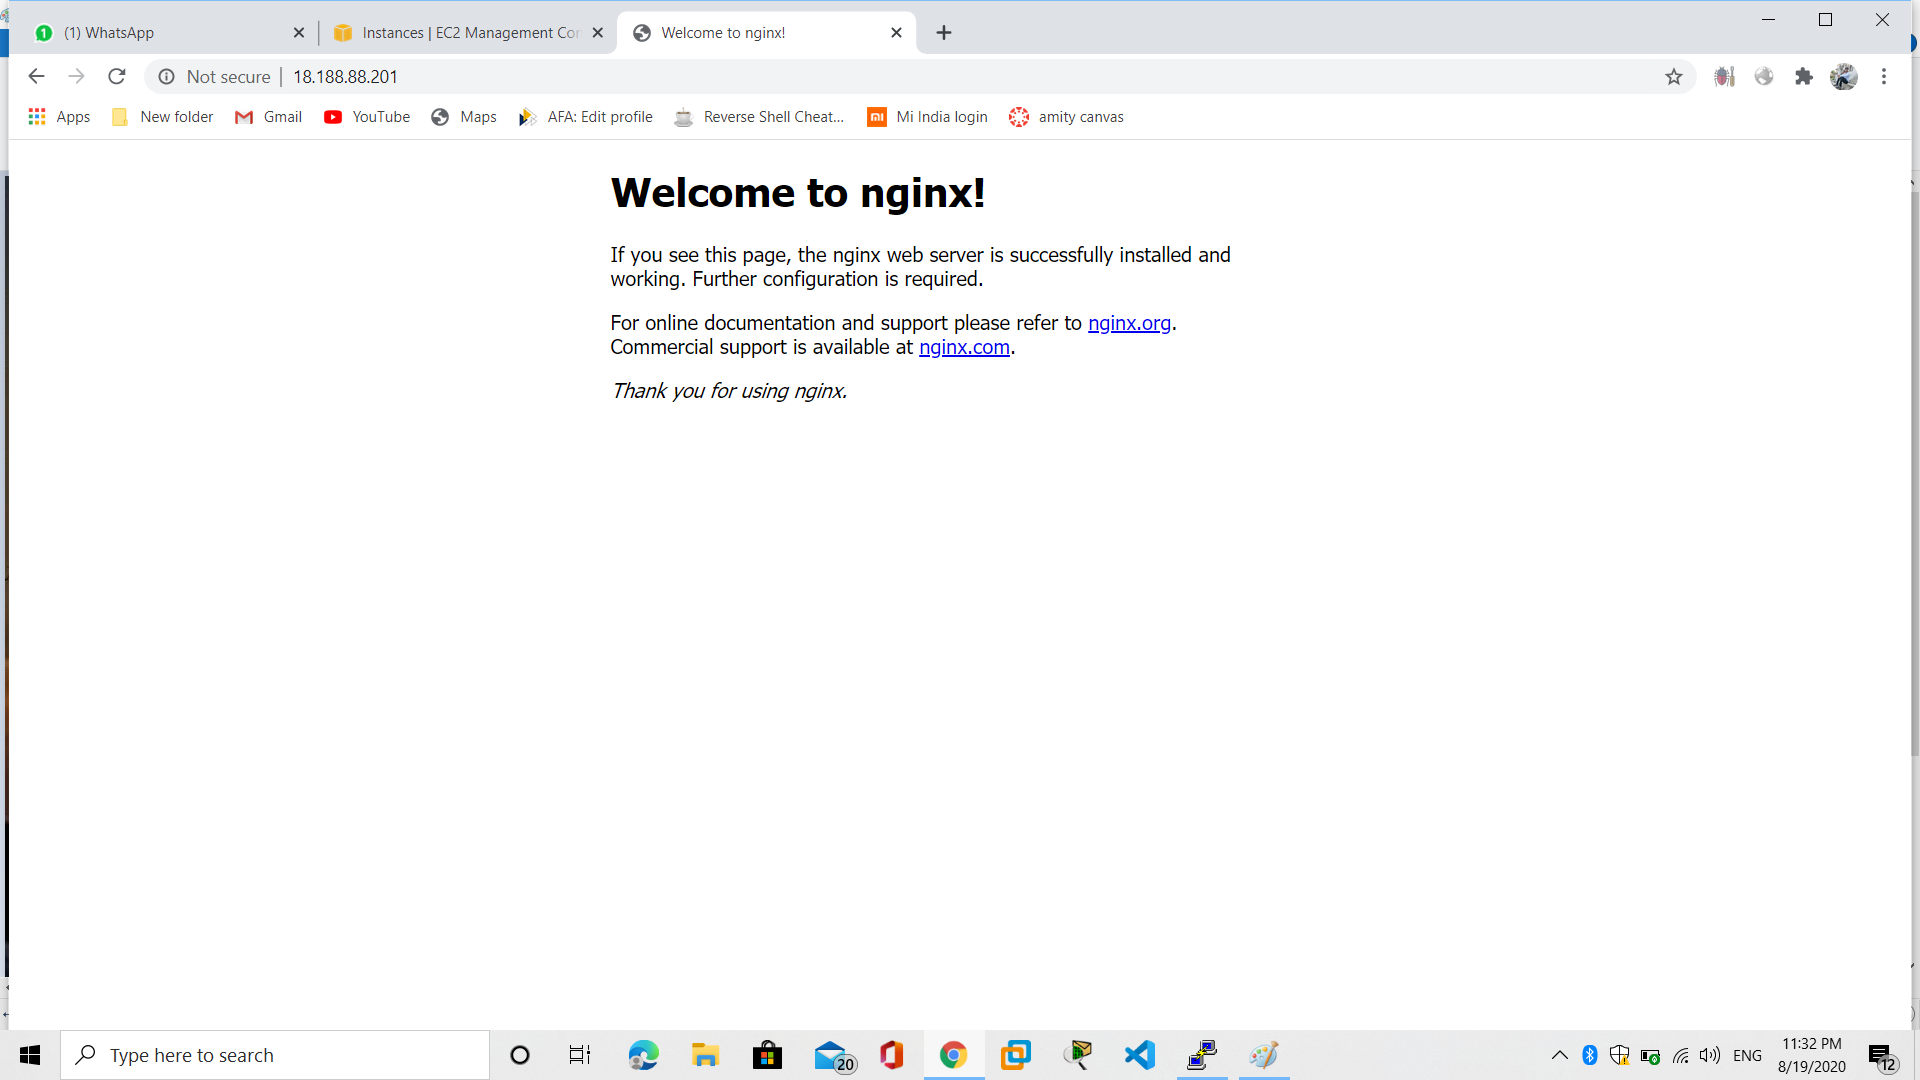 1 (1) WhatsApp
Instances | EC2 Management Con
Welcome to nginx!
Not secure | 18.188.88.201
Apps New folder Gmail YouTube Maps AFA: Edit profile Reverse Shell Cheat... Mi India login amity canvas
Welcome to nginx!
If you see this page, the nginx web server is successfully installed and
working. Further configuration is required.
For online documentation and support please refer to nginx.org.
Commercial support is available at nginx.com.
Thank you for using nginx.
Type here to search
20
ENG
11:32 PM
8/19/2020
12